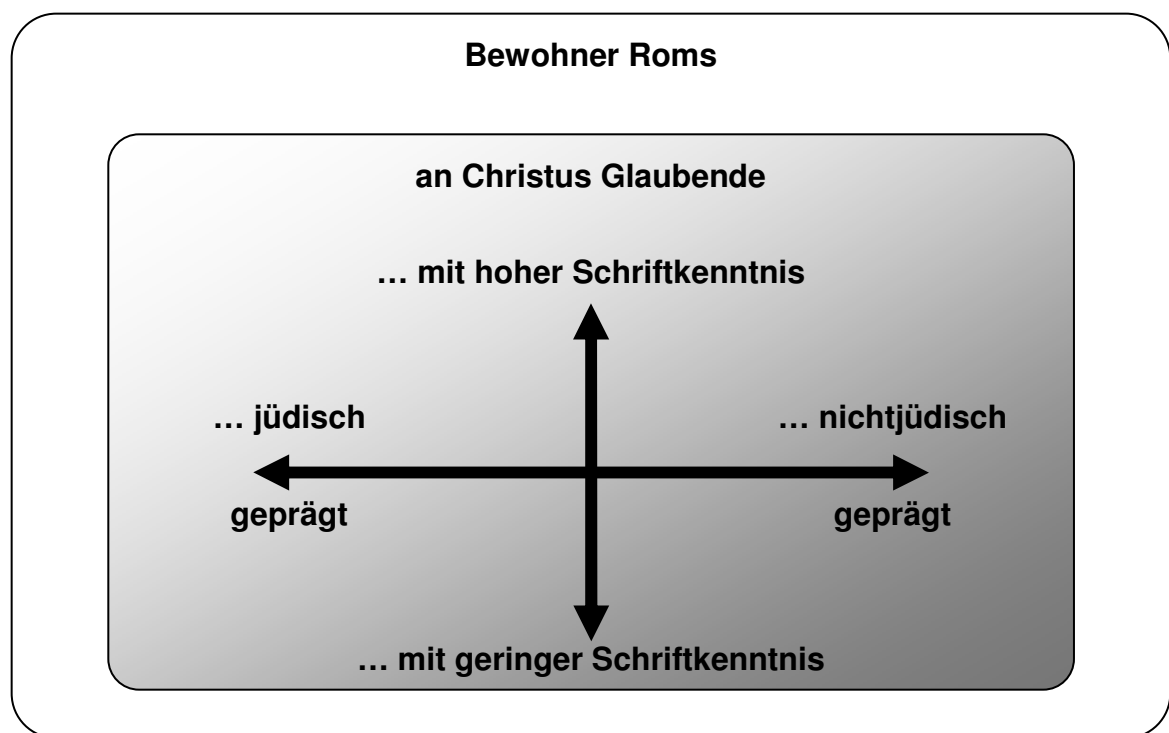 Bewohner Roms
an Christus Glaubende
… mit hoher Schriftkenntnis
… jüdisch
… nichtjüdisch
geprägt
geprägt
… mit geringer Schriftkenntnis